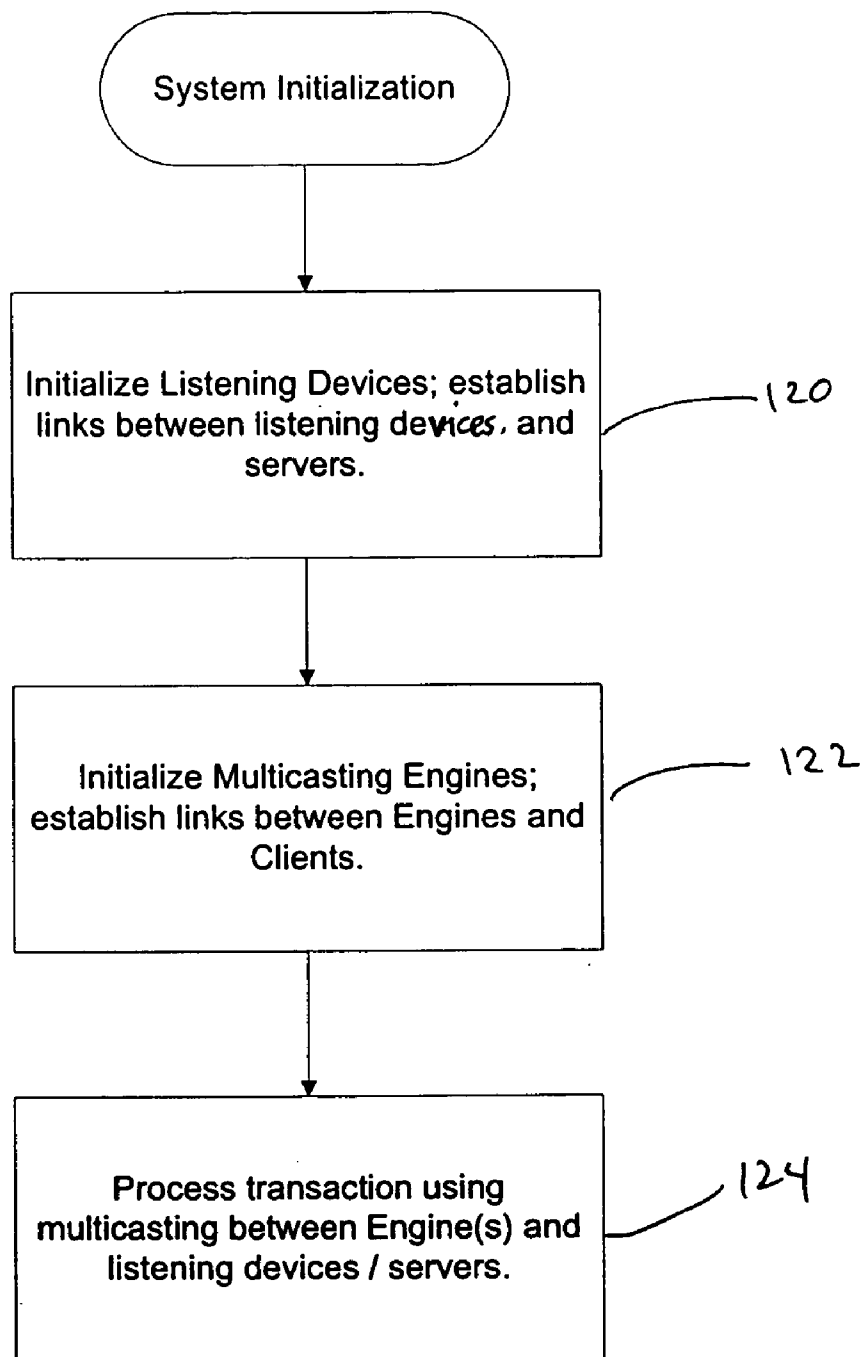 System Initialization
Initialize Listening Devices; establish
links between listening devices. and
servers.
120
Initialize Multicasting Engines;
establish links between Engines and
Clients.
122
Process transaction using
multicasting between Engine(s) and
listening devices / servers.
124